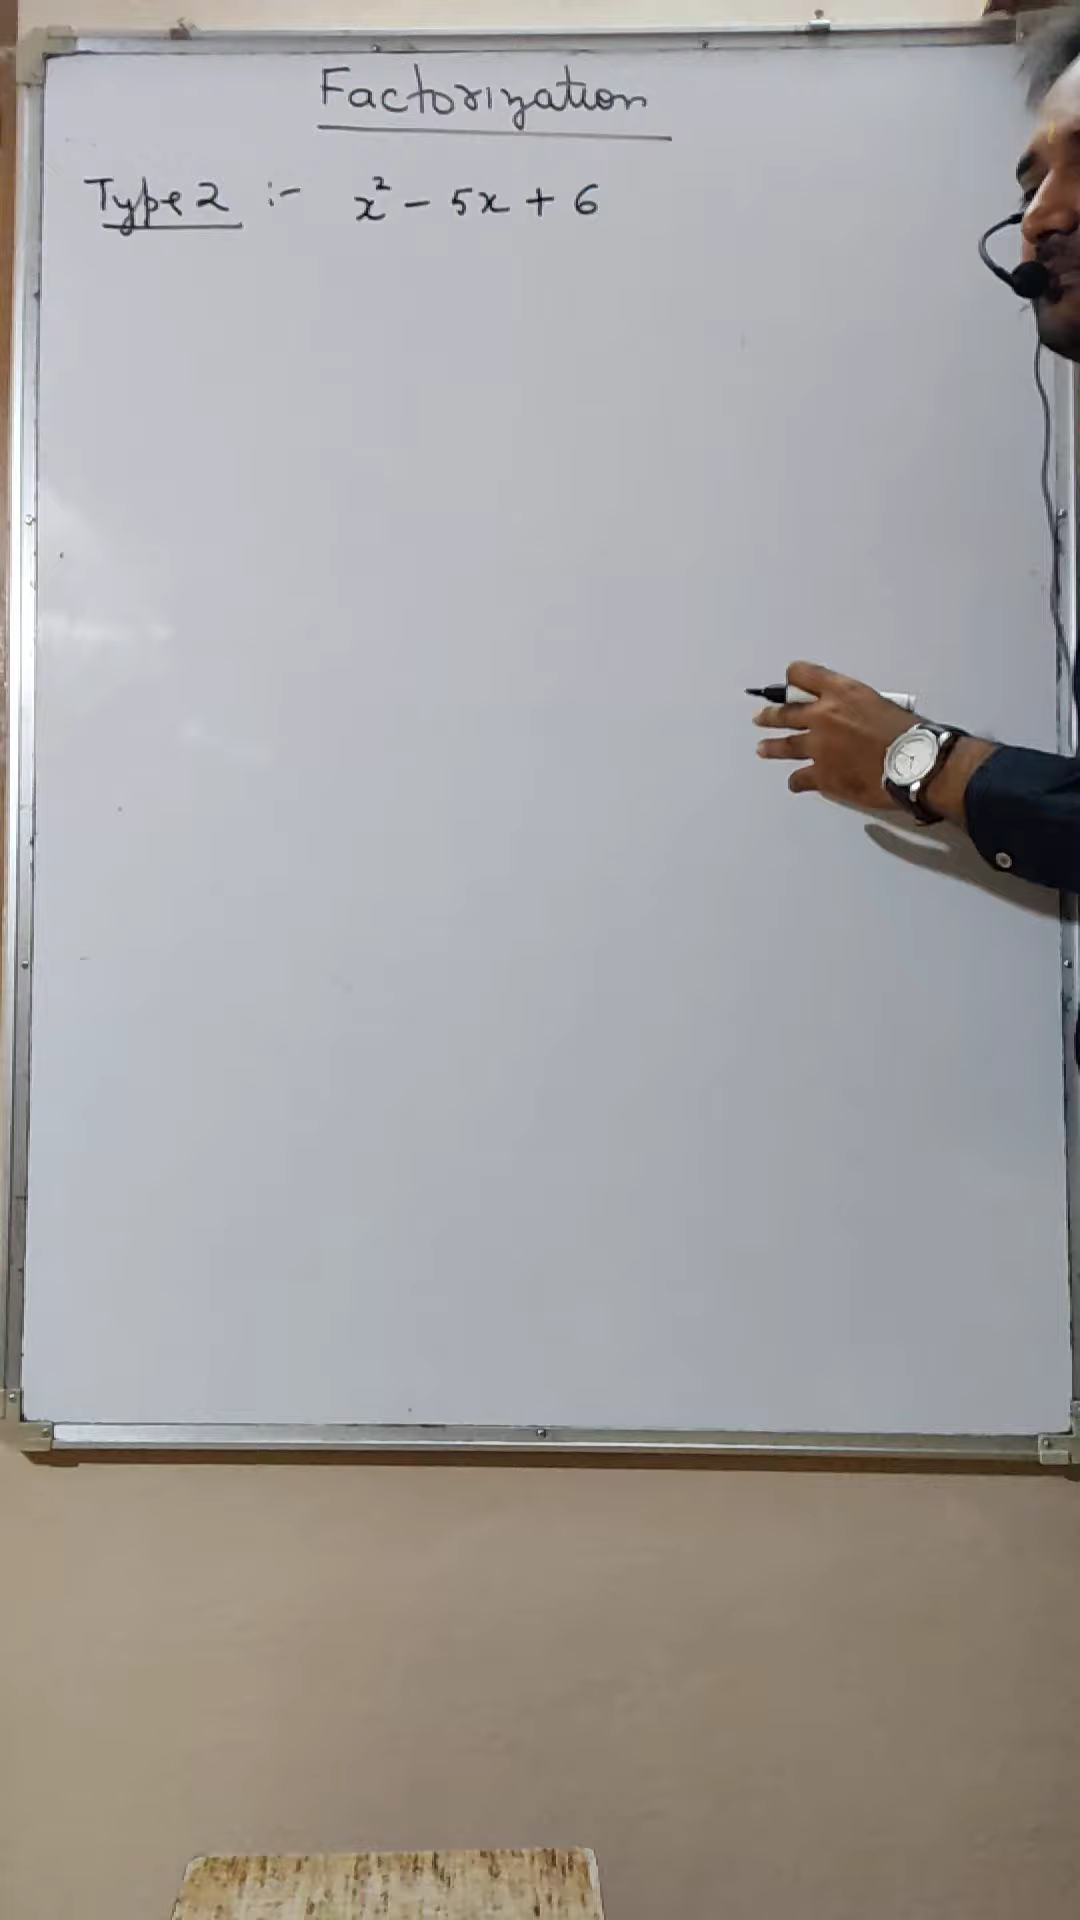 Factorization
Type 2 :- x² - 5x + 6